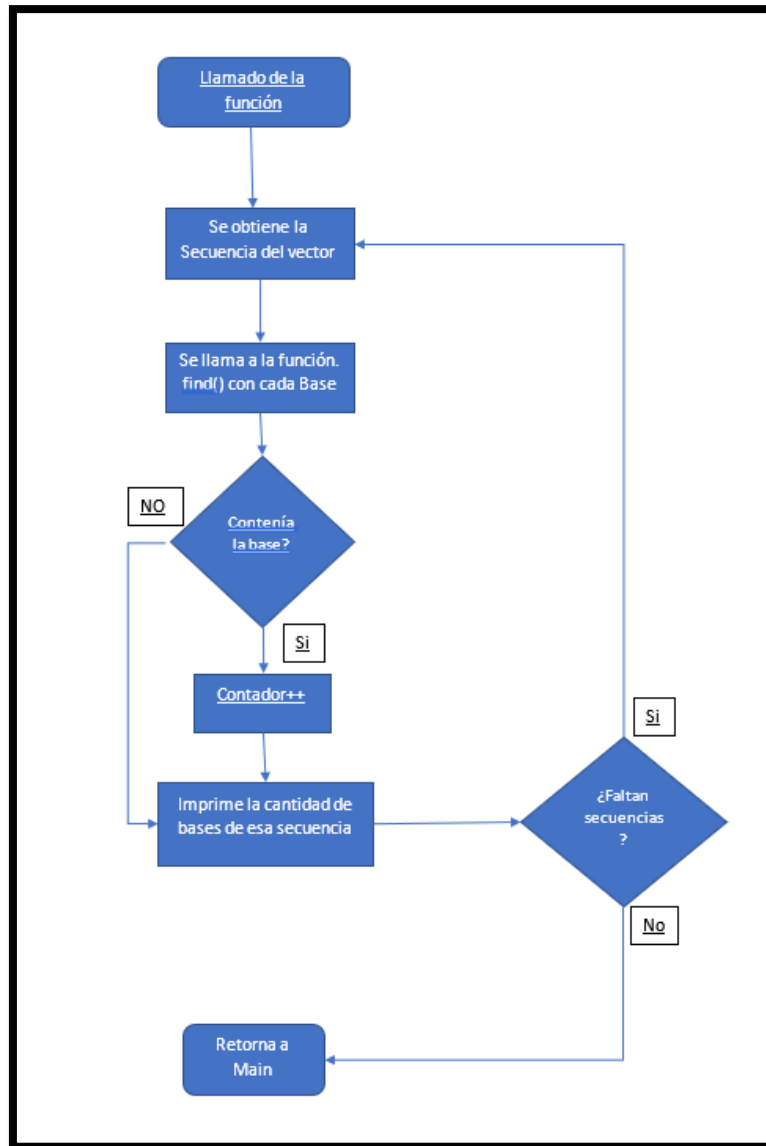 Llamado de la
función
Se obtiene la
Secuencia del vector
Se llama a la función.
find() con cada Base
NO
Contenía
la base?
Si
Contador++
Imprime la cantidad de
bases de esa secuencia
Si
¿Faltan
secuencias
?
No
Retorna a
Main